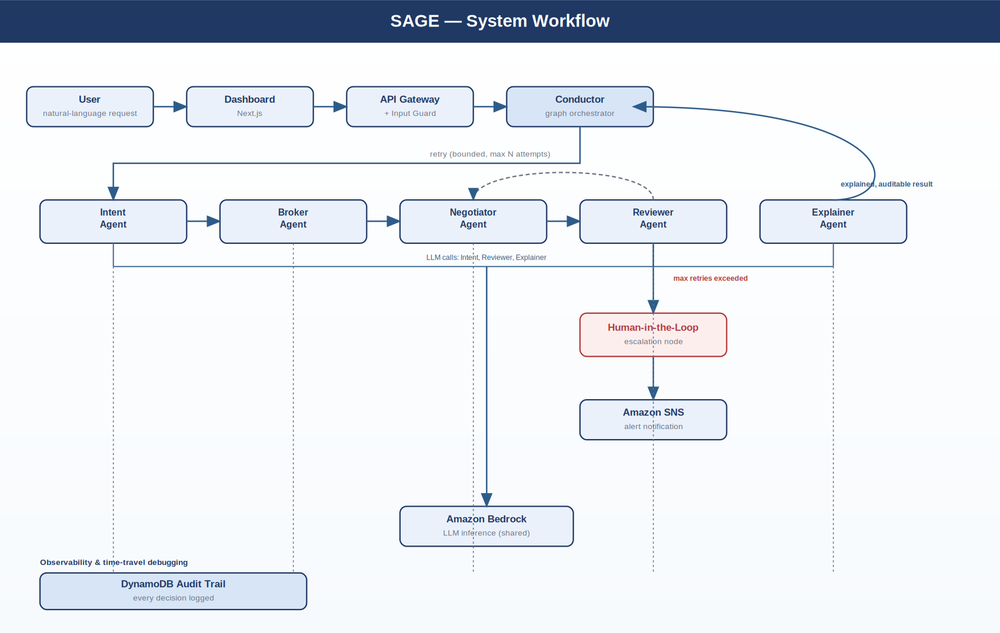 SAGE — System Workflow
User
natural-language request
Dashboard
Next.js
API Gateway
+ Input Guard
Conductor
graph orchestrator
retry (bounded, max N attempts)
explained, auditable result
Intent
Agent
Broker
Agent
Negotiator
Agent
Reviewer
Agent
Explainer
Agent
LLM calls: Intent, Reviewer, Explainer
max retries exceeded
Human-in-the-Loop
escalation node
Amazon SNS
alert notification
Amazon Bedrock
LLM inference (shared)
Observability & time-travel debugging
DynamoDB Audit Trail
every decision logged